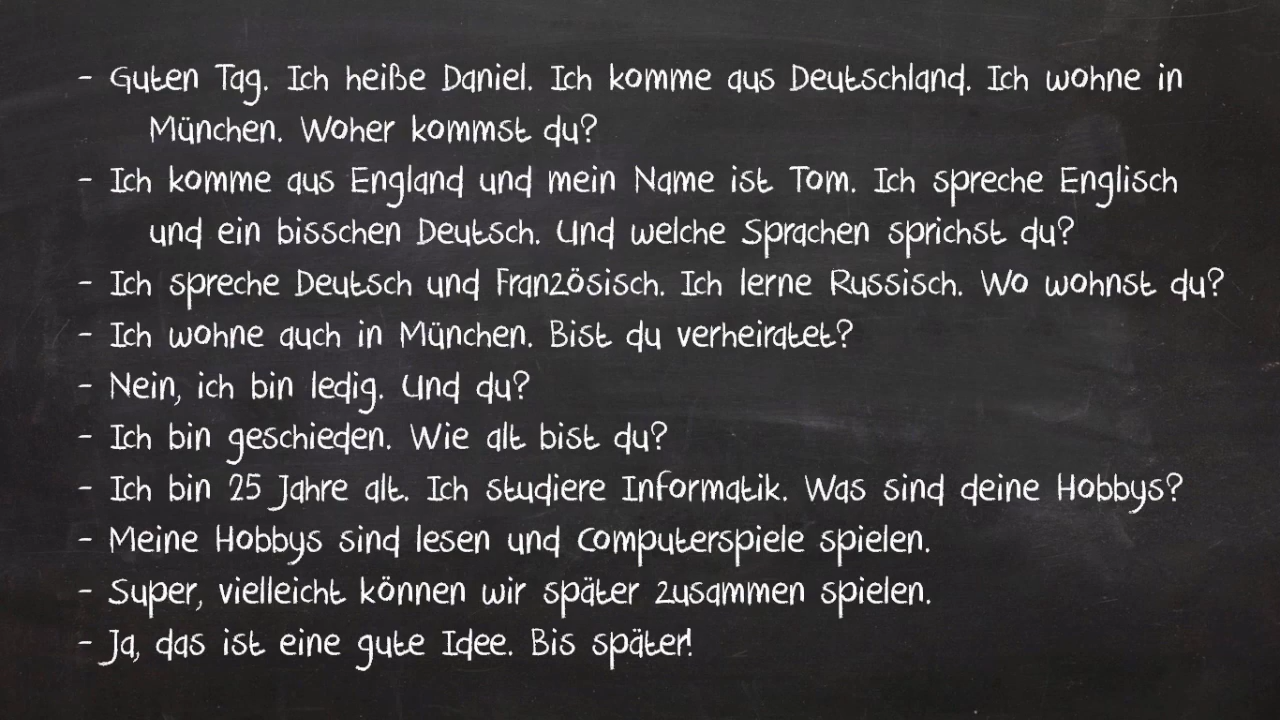 - Guten Tag. Ich heiße Daniel. Ich komme aus Deutschland. Ich wohne in
München. Woher kommst du?
- Ich komme aus England und mein Name ist Tom. Ich spreche Englisch
und ein bisschen Deutsch. Und welche Sprachen sprichst du?
- Ich spreche Deutsch und Französisch. Ich lerne Russisch. Wo wohnst du?
- Ich wohne auch in München. Bist du verheiratet?
- Nein, ich bin ledig. Und du?
- Ich bin geschieden. Wie alt bist du?
- Ich bin 25 Jahre alt. Ich studiere Informatik. Was sind deine Hobbys?
- Meine Hobbys sind lesen und Computerspiele spielen.
- Super, vielleicht können wir später zusammen spielen.
- Ja, das ist eine gute Idee. Bis später!